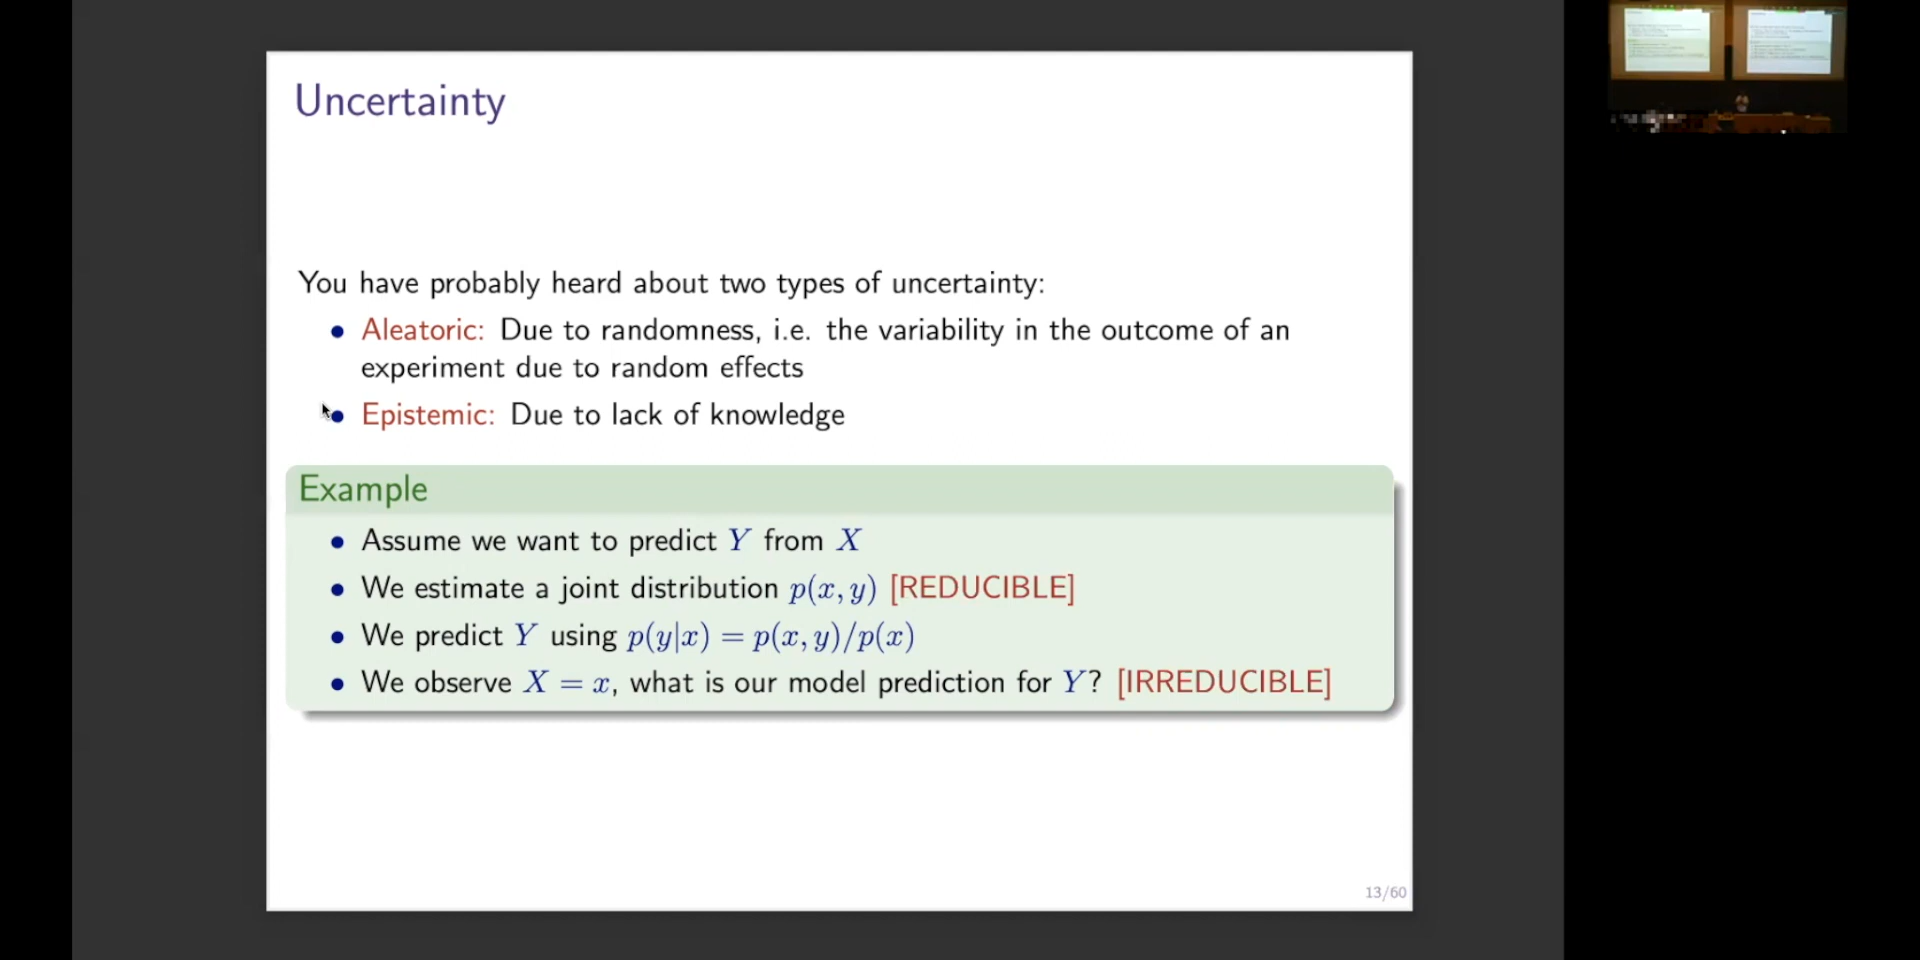 Uncertainty
You have probably heard about two types of uncertainty:
• Aleatoric: Due to randomness, i.e. the variability in the outcome of an
experiment due to random effects
• Epistemic: Due to lack of knowledge
Example
• Assume we want to predict Y from X
• We estimate a joint distribution p(x, y) [REDUCIBLE]
• We predict Y using p(y|x) = p(x, y)/p(x)
• We observe X = x, what is our model prediction for Y? [IRREDUCIBLE]
13/60